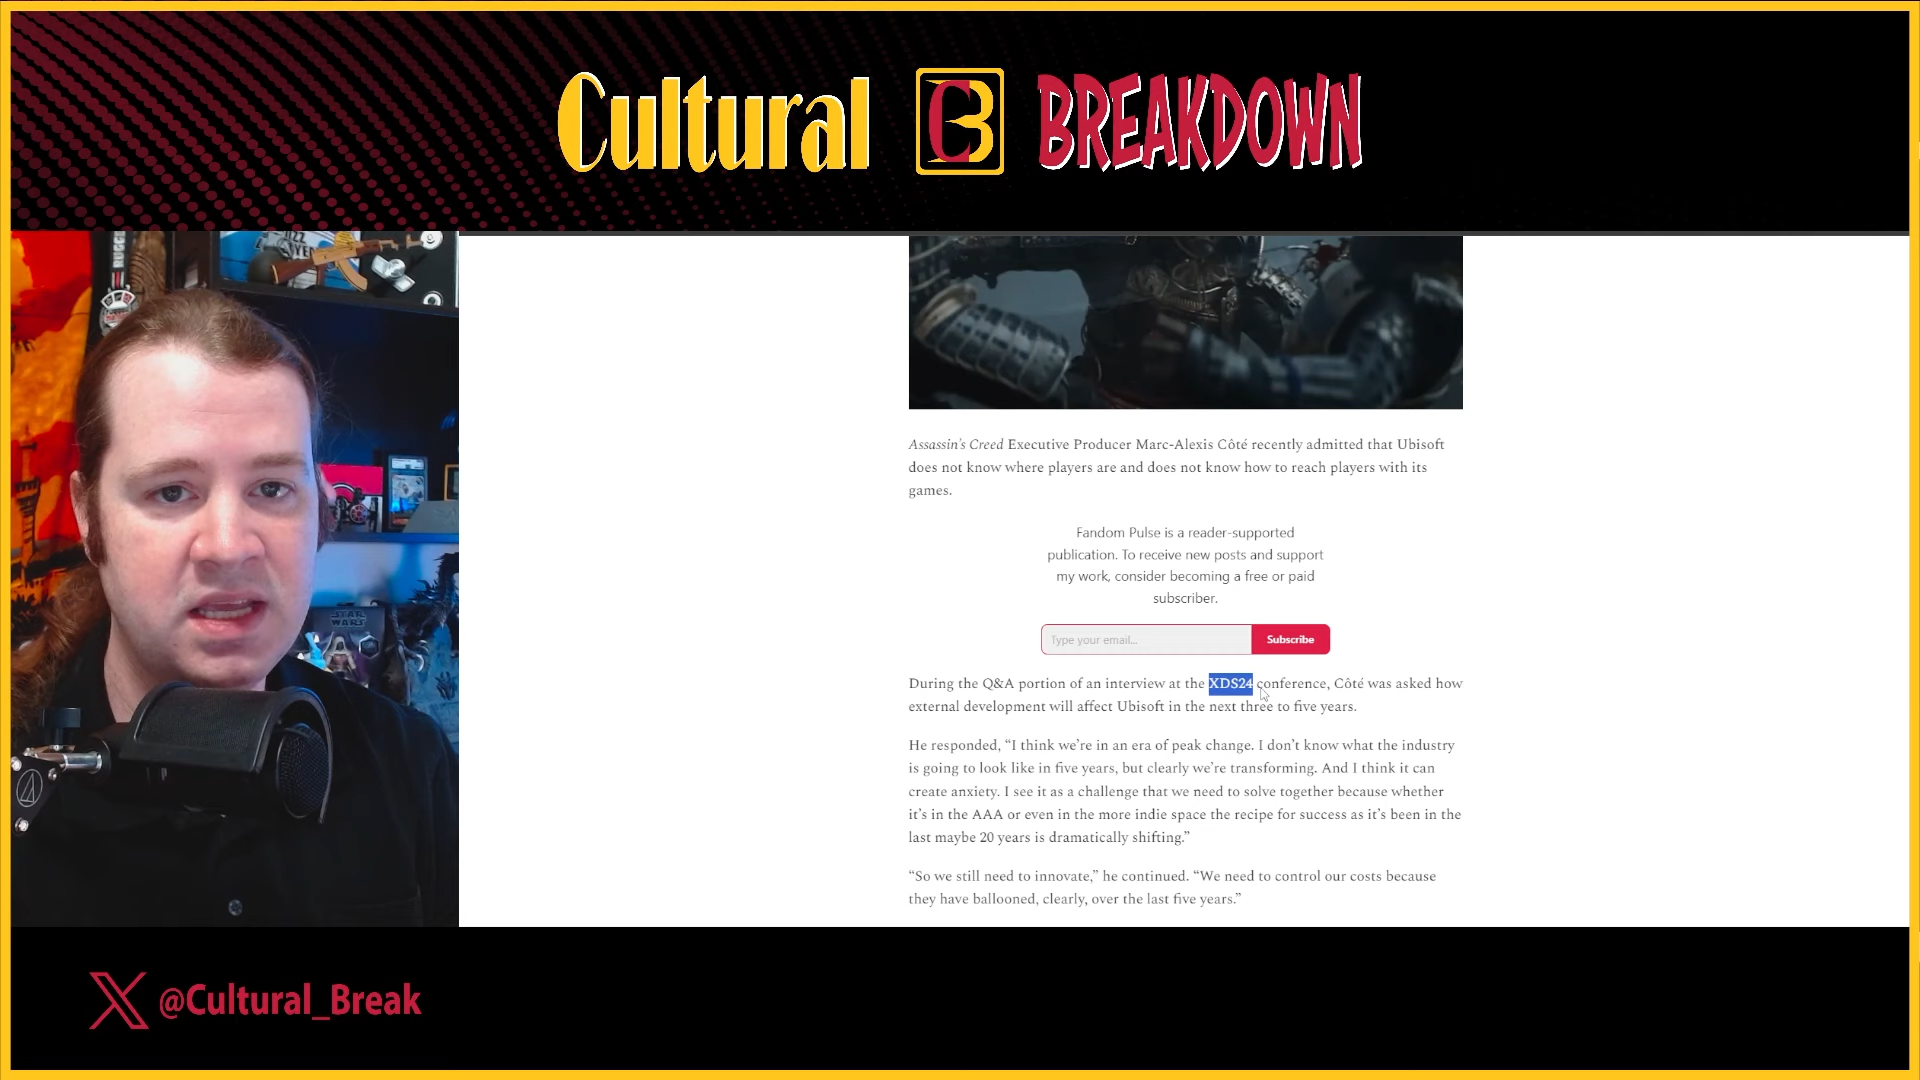 Cultural CB BREAKDOWN
RUGGE
STAR
WARS
Assassin's Creed Executive Producer Marc-Alexis Côté recently admitted that Ubisoft
does not know where players are and does not know how to reach players with its
games.
Fandom Pulse is a reader-supported
publication. To receive new posts and support
my work, consider becoming a free or paid
subscriber.
Type your email... Subscribe
During the Q&A portion of an interview at the XDS24 conference, Côté was asked how
external development will affect Ubisoft in the next three to five years.
He responded, “I think we’re in an era of peak change. I don’t know what the industry
is going to look like in five years, but clearly we’re transforming. And I think it can
create anxiety. I see it as a challenge that we need to solve together because whether
it’s in the AAA or even in the more indie space the recipe for success as it’s been in the
last maybe 20 years is dramatically shifting.”
“So we still need to innovate,” he continued. “We need to control our costs because
they have ballooned, clearly, over the last five years.”
X @Cultural_Break